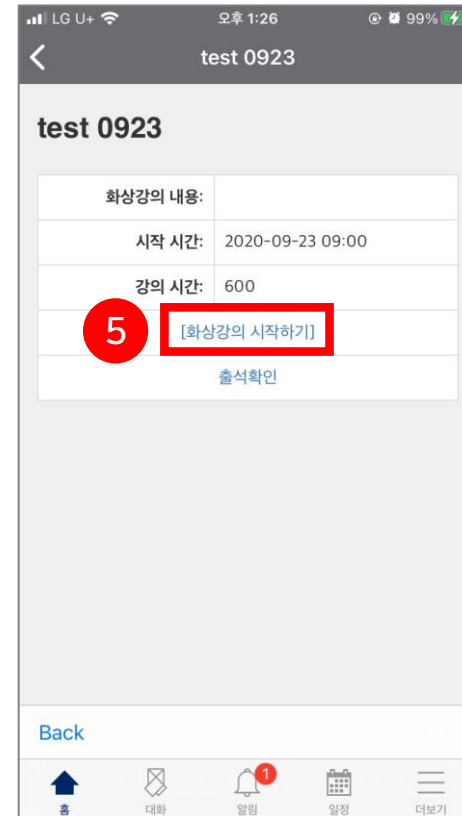 LG U+ 오후 1:26 99%
test 0923
test 0923
화상강의 내용:
시작 시간: 2020-09-23 09:00
강의 시간: 600
5 [화상강의 시작하기]
출석확인
Back
1
홈 대화 알림 일정 더보기